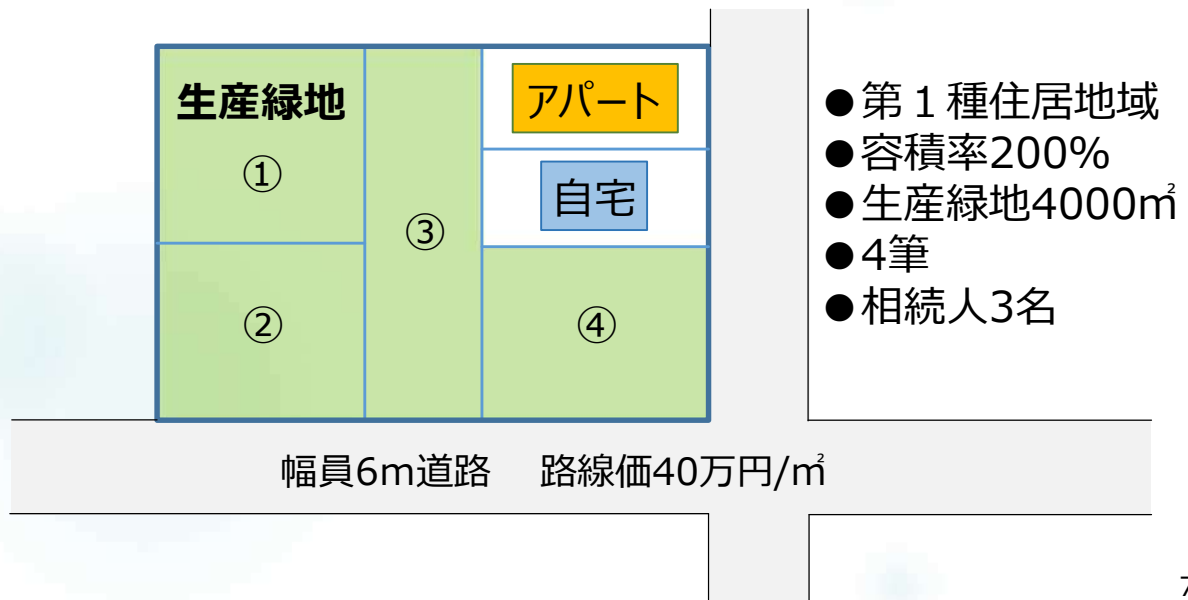 生産緑地
①
②
③
④
アパート
自宅
●第１種住居地域
●容積率200%
●生産緑地4000㎡
●4筆
●相続人3名
幅員6m道路　路線価40万円/㎡
7